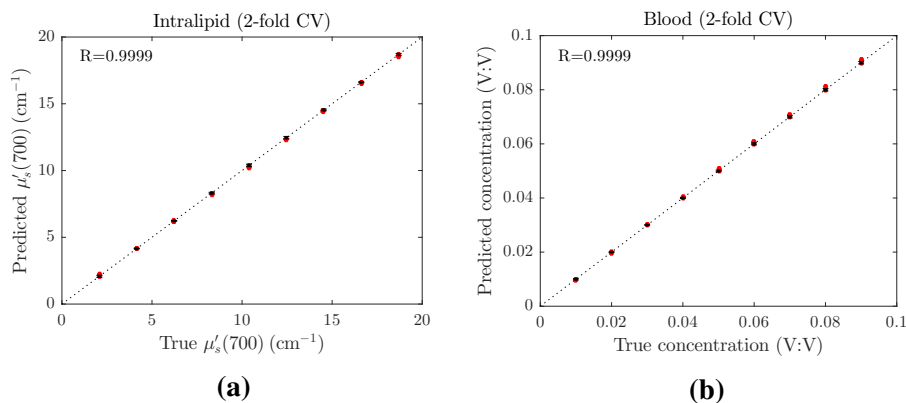 Intralipid (2-fold CV)
R=0.9999
20
15
10
5
0
Predicted μ′ₛ(700) (cm⁻¹)
0 5 10 15 20
True μ′ₛ(700) (cm⁻¹)
(a)
Blood (2-fold CV)
R=0.9999
0.1
0.08
0.06
0.04
0.02
0
Predicted concentration (V:V)
0 0.02 0.04 0.06 0.08 0.1
True concentration (V:V)
(b)